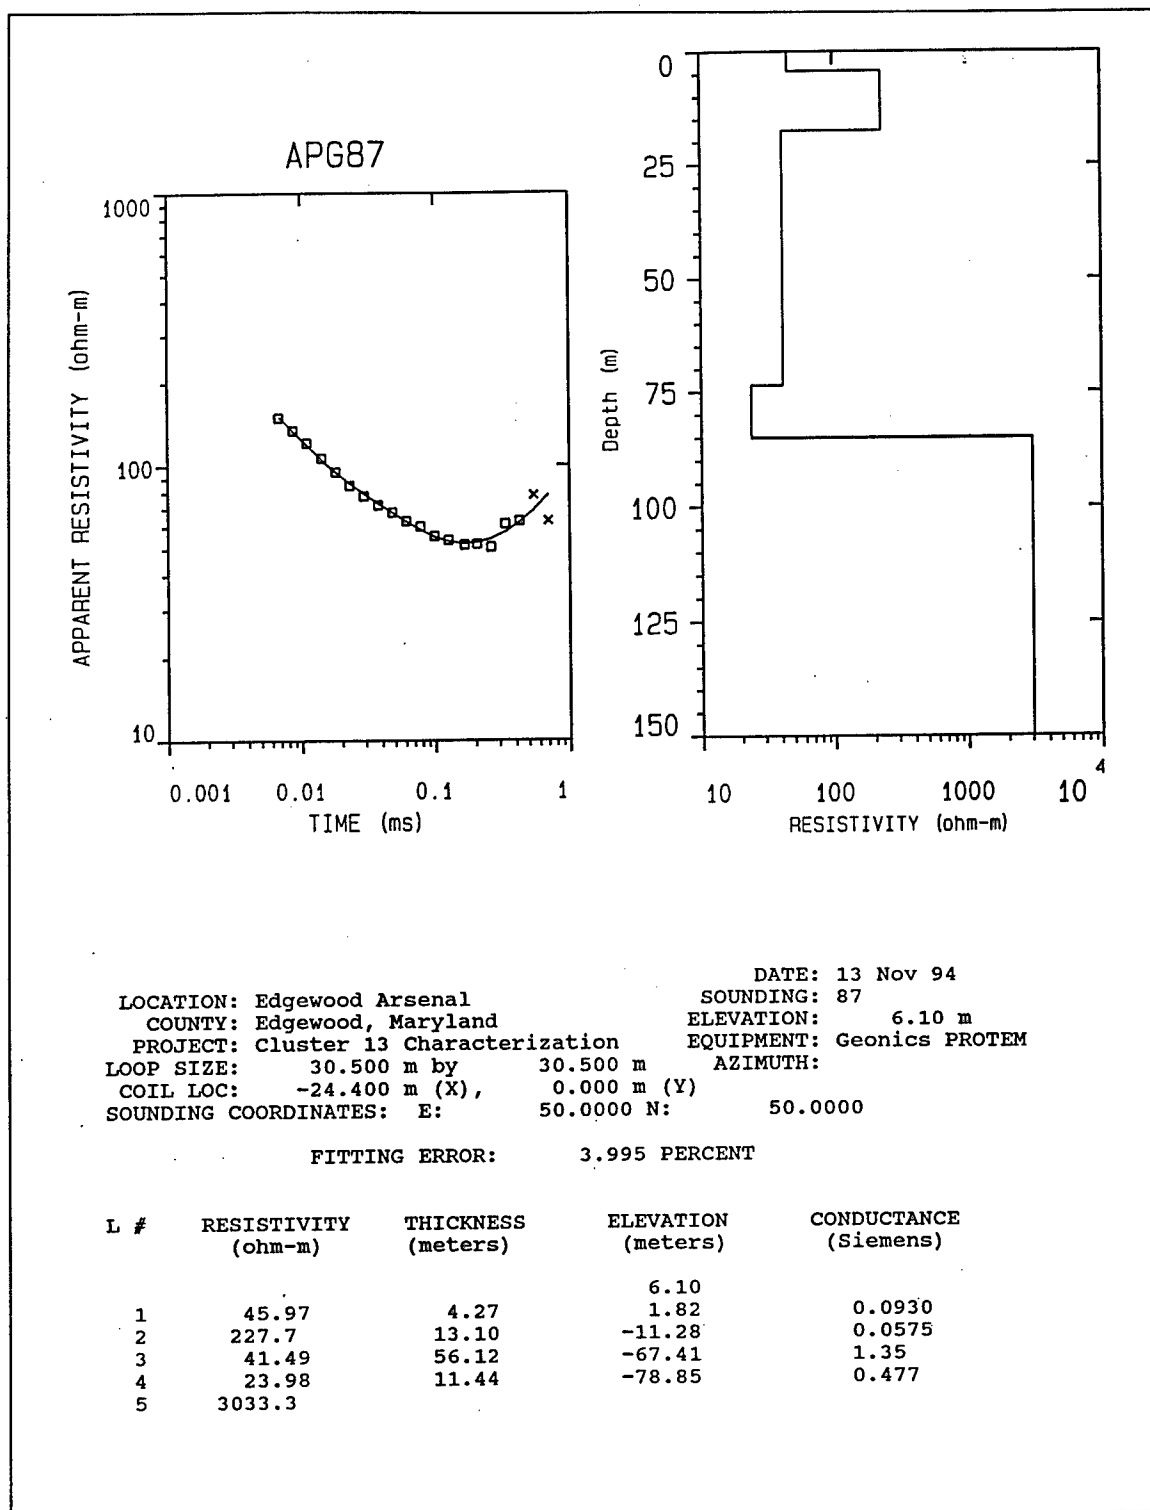 APG87
1000
100
10
APPARENT RESISTIVITY (ohm-m)
0.001 0.01 0.1 1
TIME (ms)
0
25
50
75
100
125
150
Depth (m)
10 100 1000 10 4
RESISTIVITY (ohm-m)
DATE: 13 Nov 94
LOCATION: Edgewood Arsenal SOUNDING: 87
COUNTY: Edgewood, Maryland ELEVATION: 6.10 m
PROJECT: Cluster 13 Characterization EQUIPMENT: Geonics PROTEM
LOOP SIZE: 30.500 m by 30.500 m AZIMUTH:
COIL LOC: -24.400 m (X), 0.000 m (Y)
SOUNDING COORDINATES: E: 50.0000 N: 50.0000
FITTING ERROR: 3.995 PERCENT
L # RESISTIVITY THICKNESS ELEVATION CONDUCTANCE
(ohm-m) (meters) (meters) (Siemens)
6.10
1 45.97 4.27 1.82 0.0930
2 227.7 13.10 -11.28 0.0575
3 41.49 56.12 -67.41 1.35
4 23.98 11.44 -78.85 0.477
5 3033.3